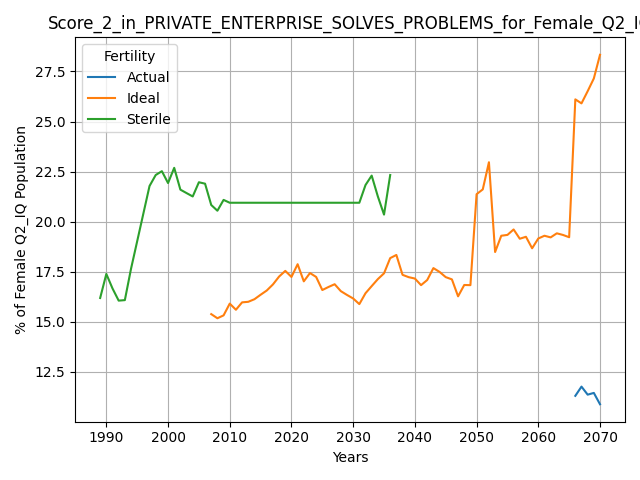 Score_2_in_PRIVATE_ENTERPRISE_SOLVES_PROBLEMS_for_Female_Q2_IQ
Fertility
Actual
Ideal
Sterile
% of Female Q2_IQ Population
27.5
25.0
22.5
20.0
17.5
15.0
12.5
1990 2000 2010 2020 2030 2040 2050 2060 2070
Years